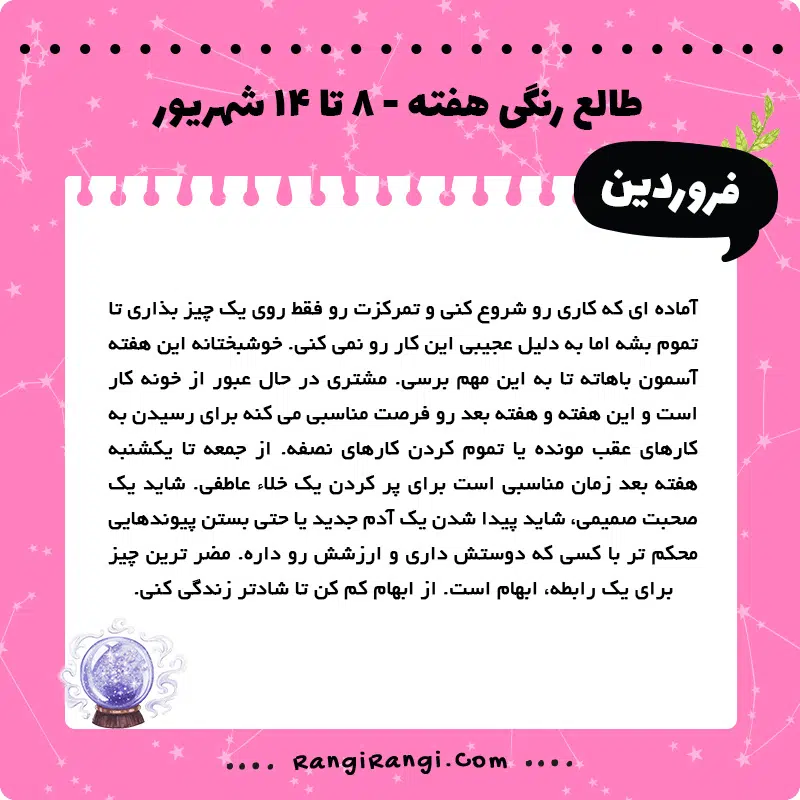 طالع رنگی هفته - ۸ تا ۱۴ شهریور
فروردین
آماده ای که کاری رو شروع کنی و تمرکزت رو فقط روی یک چیز بذاری تا
تموم بشه اما به دلیل عجیبی این کار رو نمی کنی. خوشبختانه این هفته
آسمون باهاته تا به این مهم برسی. مشتری در حال عبور از خونه کار
است و این هفته و هفته بعد رو فرصت مناسبی می کنه برای رسیدن به
کارهای عقب مونده یا تموم کردن کارهای نصفه. از جمعه تا یکشنبه
هفته بعد زمان مناسبی است برای پر کردن یک خلاء عاطفی. شاید یک
صحبت صمیمی، شاید پیدا شدن یک آدم جدید یا حتی بستن پیوندهایی
محکم تر با کسی که دوستش داری و ارزشش رو داره. مضر ترین چیز
برای یک رابطه، ابهام است. از ابهام کم کن تا شادتر زندگی کنی.
.... RangiRangi.Com ....